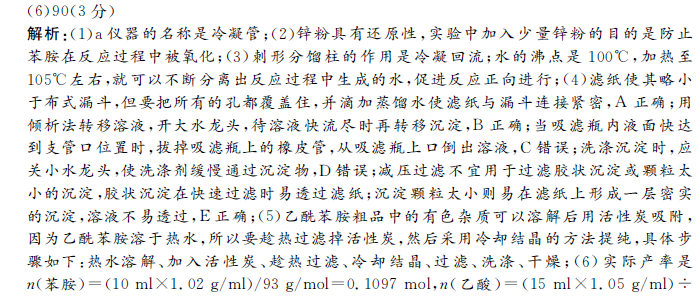 (6)90(3分)
解析:(1)a仪器的名称是冷凝管;(2)锌粉具有还原性,实验中加入少量锌粉的目的是防止
苯胺在反应过程中被氧化;(3)刺形分馏柱的作用是冷凝回流;水的沸点是100℃,加热至
105℃左右,就可以不断分离出反应过程中生成的水,促进反应正向进行;(4)滤纸使其略小
于布式漏斗,但要把所有的孔都覆盖住,并滴加蒸馏水使滤纸与漏斗连接紧密,A正确;用
倾析法转移溶液,开大水龙头,待溶液快流尽时再转移沉淀,B正确;当吸滤瓶内液面快达
到支管口位置时,拔掉吸滤瓶上的橡皮管,从吸滤瓶上口倒出溶液,C错误;洗涤沉淀时,应
关小水龙头,使洗涤剂缓慢通过沉淀物,D错误;减压过滤不宜用于过滤胶状沉淀或颗粒太
小的沉淀,胶状沉淀在快速过滤时易透过滤纸;沉淀颗粒太小则易在滤纸上形成一层密实
的沉淀,溶液不易透过,E正确;(5)乙酰苯胺粗品中的有色杂质可以溶解后用活性炭吸附,
因为乙酰苯胺溶于热水,所以要趁热过滤掉活性炭,然后采用冷却结晶的方法提纯,具体步
骤如下:热水溶解、加入活性炭、趁热过滤、冷却结晶、过滤、洗涤、干燥;(6)实际产率是
n(苯胺)=(10 ml×1.02 g/ml)/93 g/mol=0.1097 mol,n(乙酸)=(15 ml×1.05 g/ml)÷